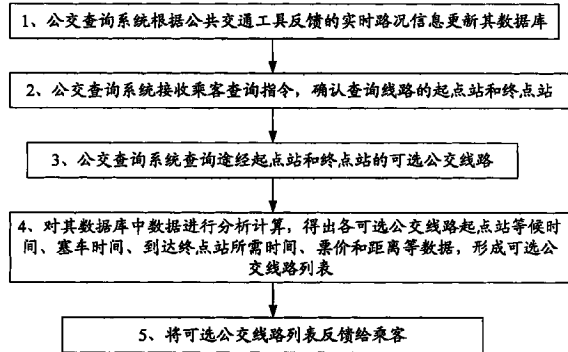 1、公交查询系统根据公共交通工具反馈的实时路况信息更新其数据库
2、公交查询系统接收乘客查询指令，确认查询线路的起点站和终点站
3、公交查询系统查询途经起点站和终点站的可选公交线路
4、对其数据库中数据进行分析计算，得出各可选公交线路起点站等候时
间、塞车时间、到达终点站所需时间、票价和距离等数据，形成可选公
交线路列表
5、将可选公交线路列表反馈给乘客